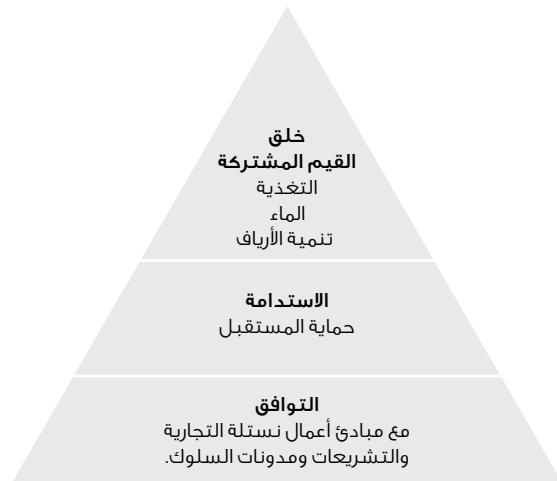 خلق
القيم المشتركة
التغذية
الماء
تنمية الأرياف
الاستدامة
حماية المستقبل
التوافق
مع مبادئ أعمال نستلة التجارية
والتشريعات ومدونات السلوك.